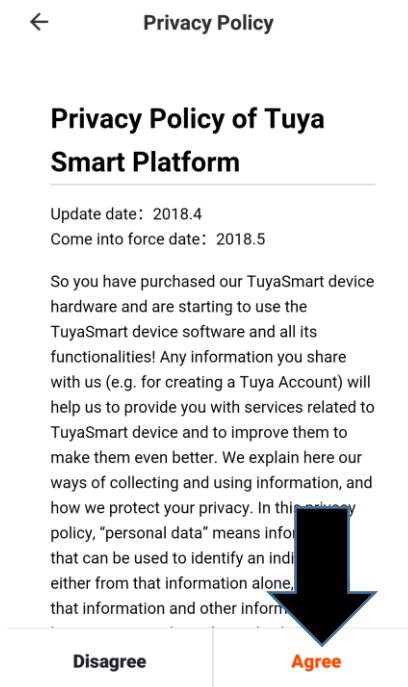 Privacy Policy
Privacy Policy of Tuya
Smart Platform
Update date：2018.4
Come into force date：2018.5
So you have purchased our TuyaSmart device
hardware and are starting to use the
TuyaSmart device software and all its
functionalities! Any information you share
with us (e.g. for creating a Tuya Account) will
help us to provide you with services related to
TuyaSmart device and to improve them to
make them even better. We explain here our
ways of collecting and using information, and
how we protect your privacy. In this privacy
policy, “personal data” means
that can be used to identify an
either from that information alone,
that information and other
Disagree
Agree